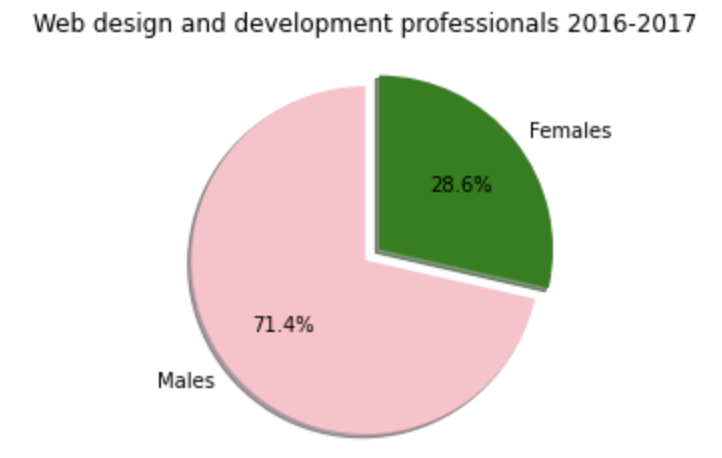 Web design and development professionals 2016-2017
Females
28.6%
71.4%
Males